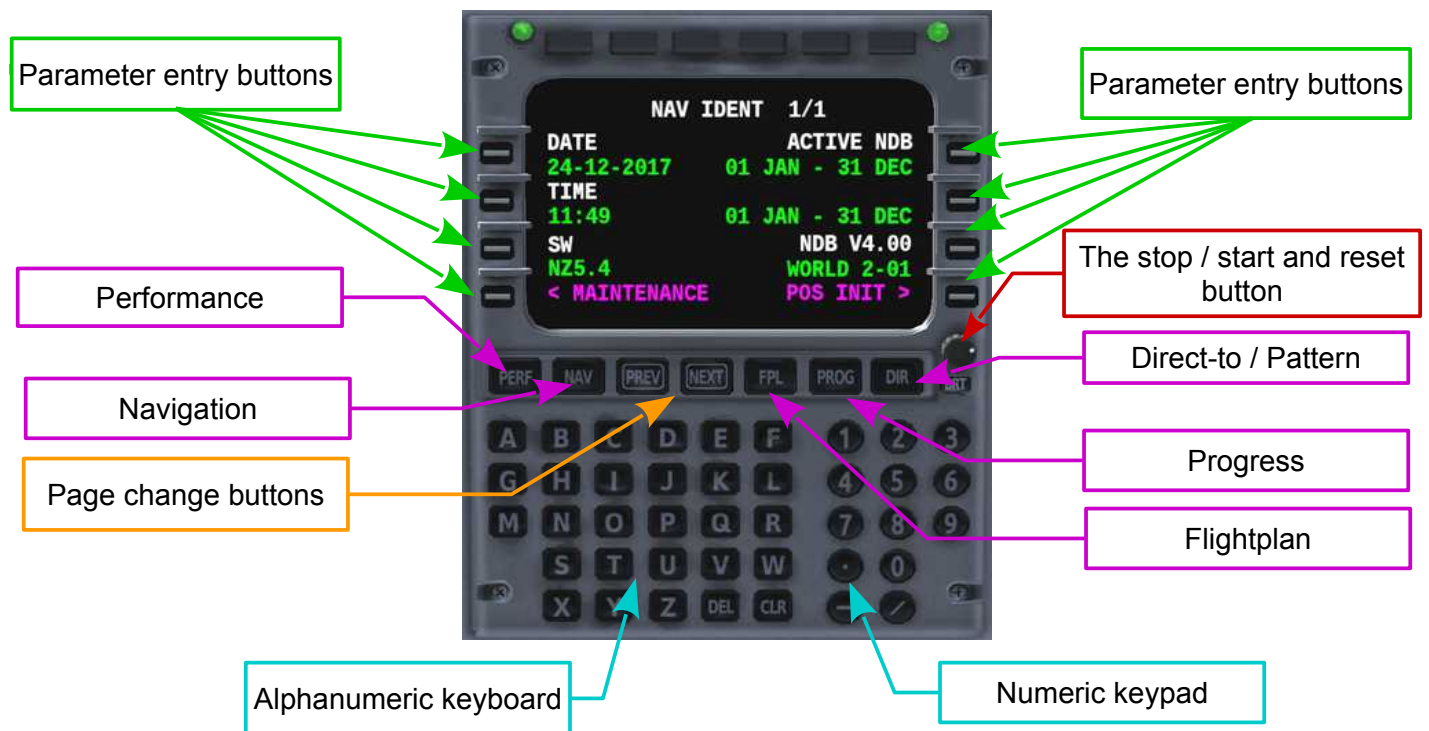 Parameter entry buttons
Parameter entry buttons
NAV IDENT 1/1
DATE ACTIVE NDB
24-12-2017 01 JAN - 31 DEC
TIME
11:49 01 JAN - 31 DEC
SW NDB V4.00
NZ5.4 WORLD 2-01
< MAINTENANCE POS INIT >
The stop / start and reset
button
Performance
Direct-to / Pattern
PERF NAV PREV NEXT FPL PROG DIR BRT
Navigation
A B C D E F 1 2 3
Progress
G H I J K L 4 5 6
Page change buttons
M N O P Q R 7 8 9
Flightplan
S T U V W . 0
X Y Z DEL CLR - /
Alphanumeric keyboard
Numeric keypad